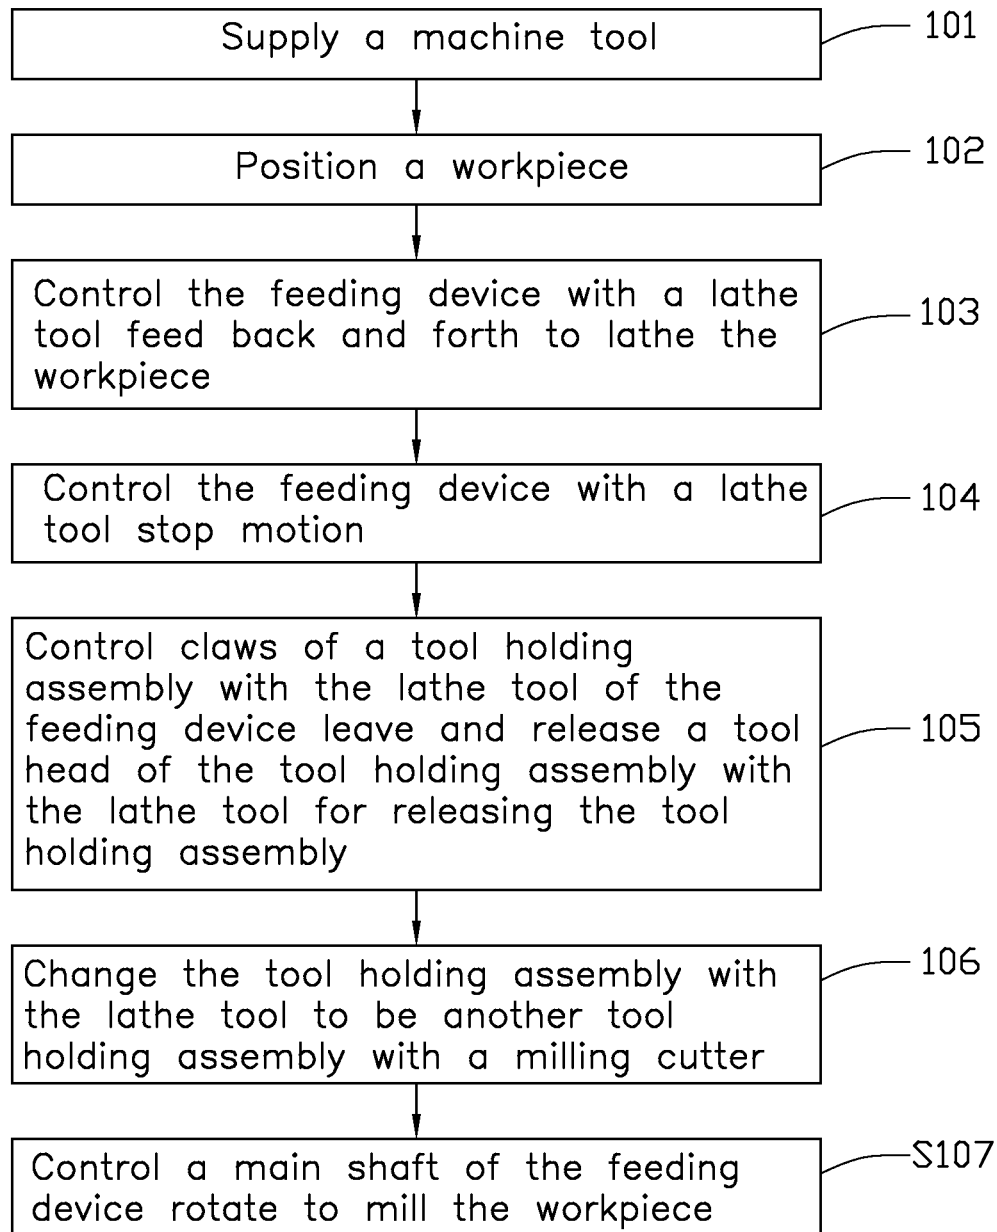 Supply a machine tool
101
Position a workpiece
102
Control the feeding device with a lathe
tool feed back and forth to lathe the
workpiece
103
Control the feeding device with a lathe
tool stop motion
104
Control claws of a tool holding
assembly with the lathe tool of the
feeding device leave and release a tool
head of the tool holding assembly with
the lathe tool for releasing the tool
holding assembly
105
Change the tool holding assembly with
the lathe tool to be another tool
holding assembly with a milling cutter
106
Control a main shaft of the feeding
device rotate to mill the workpiece
S107